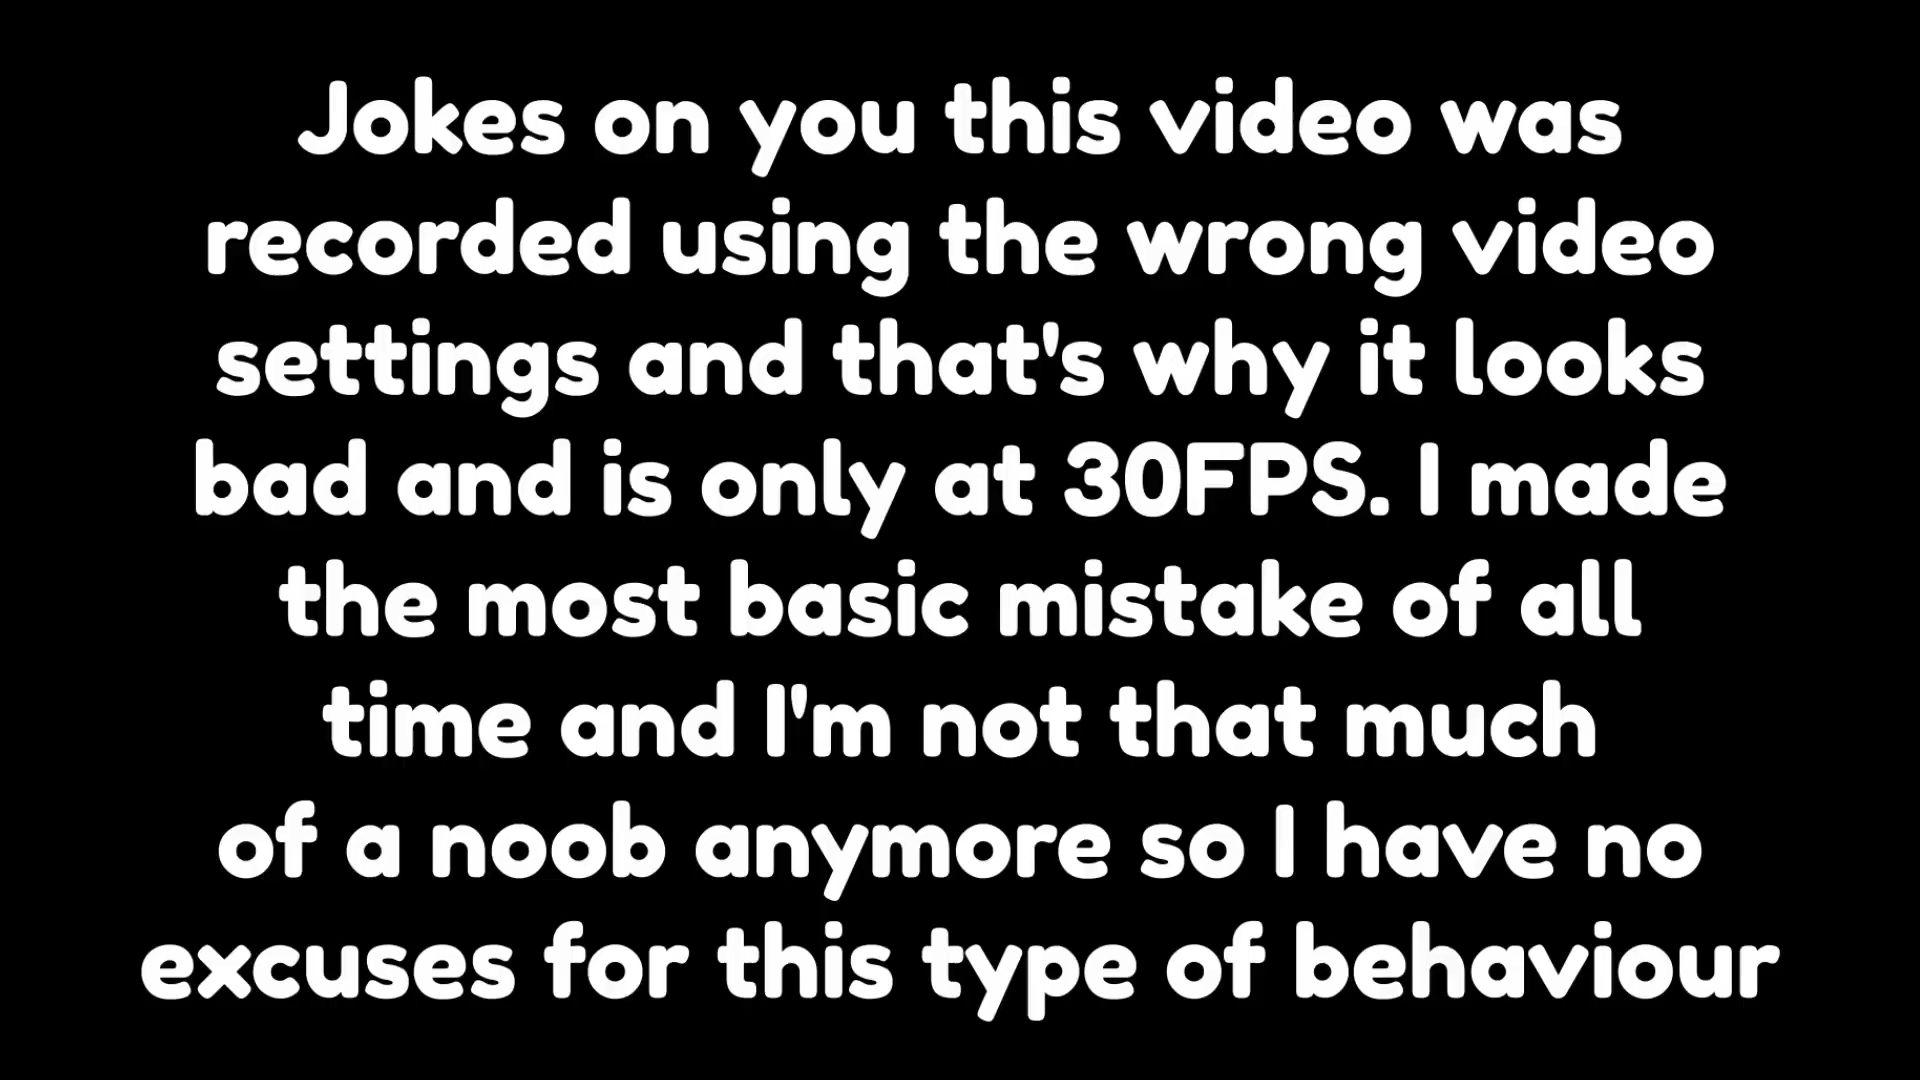 Jokes on you this video was
recorded using the wrong video
settings and that's why it looks
bad and is only at 30FPS. I made
the most basic mistake of all
time and I'm not that much
of a noob anymore so I have no
excuses for this type of behaviour